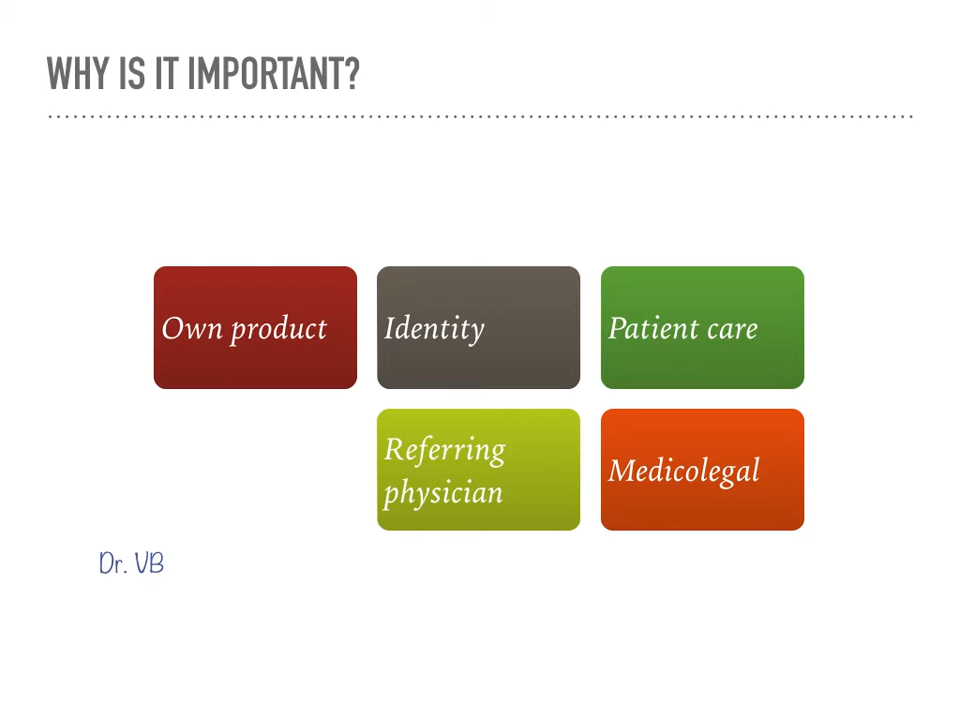 WHY IS IT IMPORTANT?
Own product
Identity
Patient care
Referring
physician
Medicolegal
Dr. VB